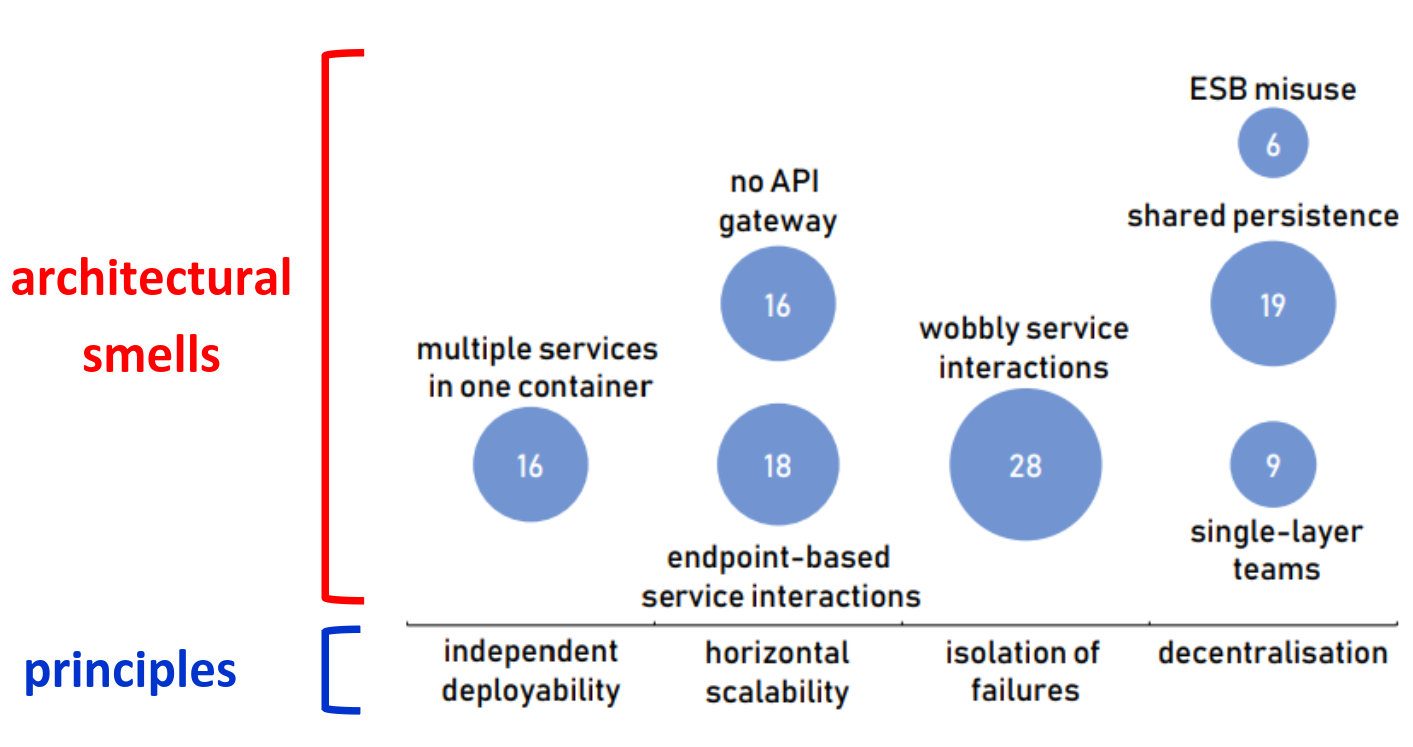 architectural
smells
multiple services
in one container
16
no API
gateway
16
18
endpoint-based
service interactions
wobbly service
interactions
28
ESB misuse
6
shared persistence
19
9
single-layer
teams
principles
independent
deployability
horizontal
scalability
isolation of
failures
decentralisation